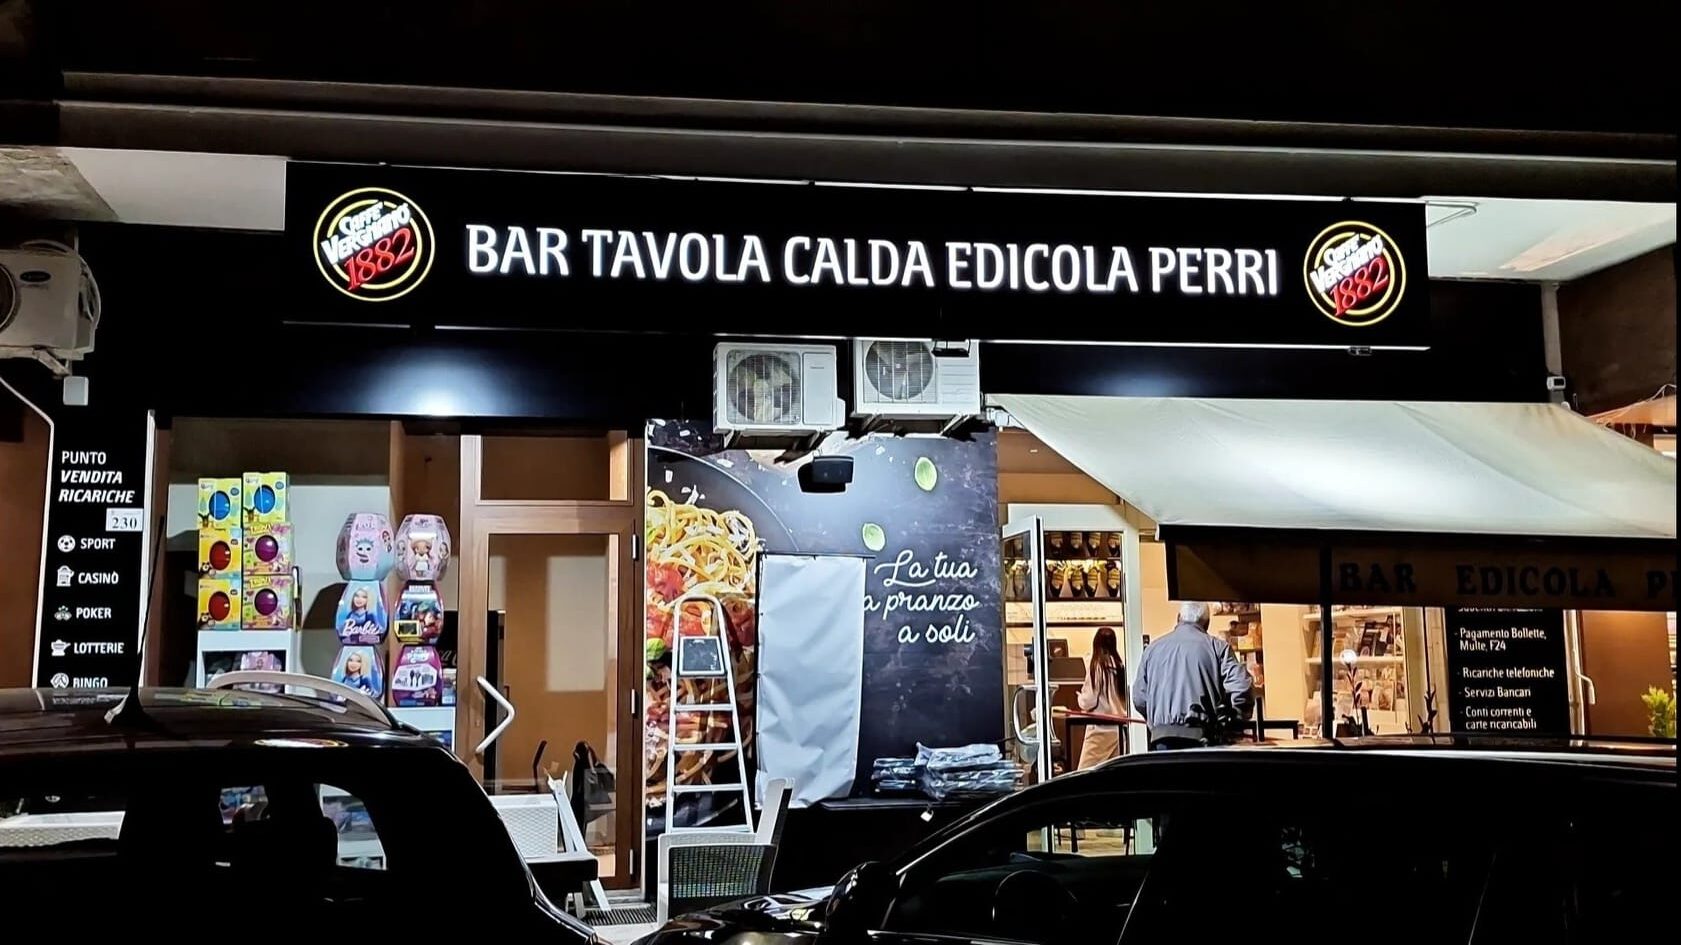 CAFFÈ
VERGNANO
1882
BAR TAVOLA CALDA EDICOLA PERRI
CAFFÈ
VERGNANO
1882
PUNTO
VENDITA
RICARICHE
230
SPORT
CASINÒ
POKER
LOTTERIE
BINGO
Barbie
La tua
a pranzo
a soli
BAR EDICOLA
Pagamento Bollette,
Multe, F24
- Ricariche telefoniche
- Servizi Bancari
- Conti correnti e
carte ricaricabili